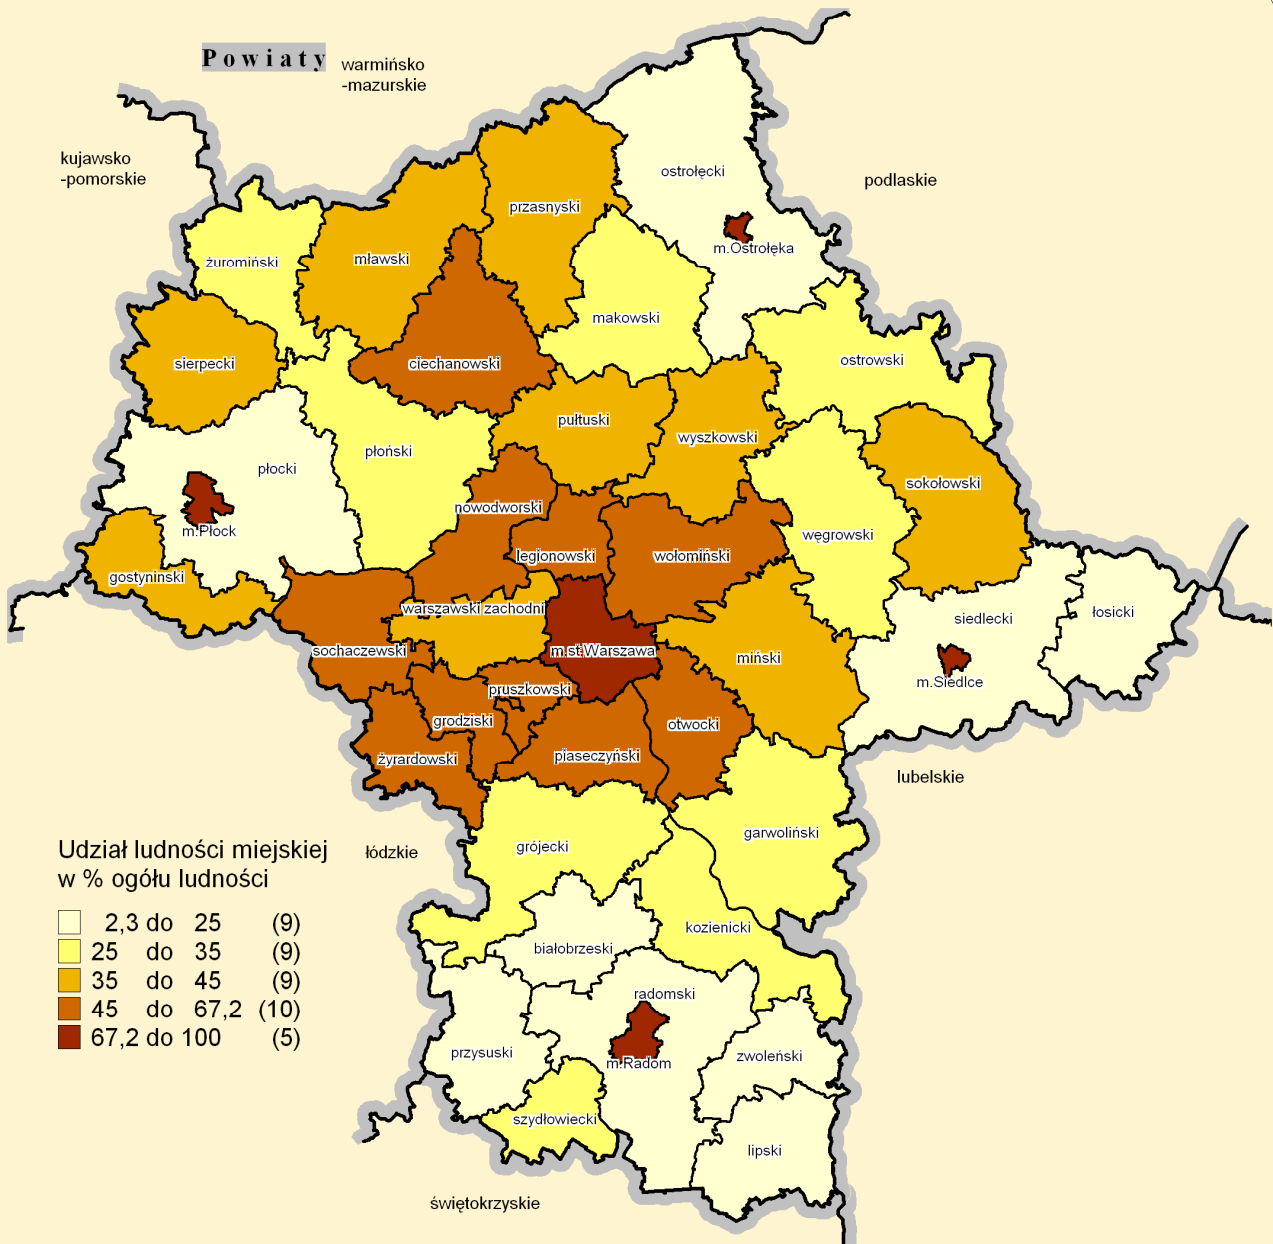 Powiaty
warmińsko
-mazurskie
kujawsko
-pomorskie
podlaskie
ostrołęcki
przasnyski
m.Ostrołęka
żuromiński
mławski
makowski
ostrowski
sierpecki
ciechanowski
pułtuski
wyszkowski
płoński
płocki
sokołowski
nowodworski
m.Płock
węgrowski
legionowski
wołomiński
gostyninski
warszawski zachodni
siedlecki
łosicki
sochaczewski
m.st.Warszawa
miński
m.Siedlce
pruszkowski
grodziski
otwocki
żyrardowski
piaseczyński
lubelskie
garwoliński
grójecki
łódzkie
Udział ludności miejskiej
w % ogółu ludności
2,3 do 25 (9)
25 do 35 (9)
35 do 45 (9)
45 do 67,2 (10)
67,2 do 100 (5)
kozienicki
białobrzeski
radomski
przysuski
m.Radom
zwoleński
szydłowiecki
lipski
świętokrzyskie